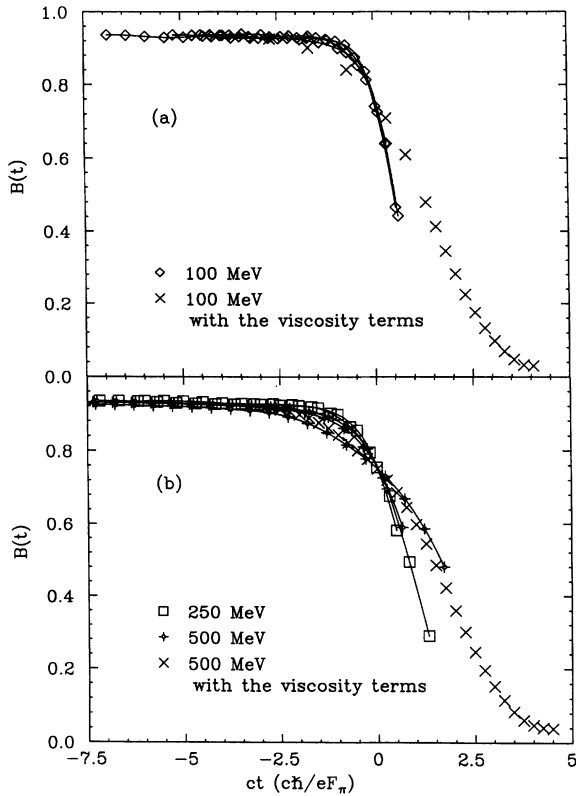 1.0
0.8
(a)
0.6
B(t)
0.4
100 MeV
100 MeV
with the viscosity terms
0.2
0.0
0.8
(b)
0.6
B(t)
0.4
250 MeV
500 MeV
500 MeV
with the viscosity terms
0.2
0.0
-7.5 -5 -2.5 0 2.5 5
ct (cħ/eFπ)